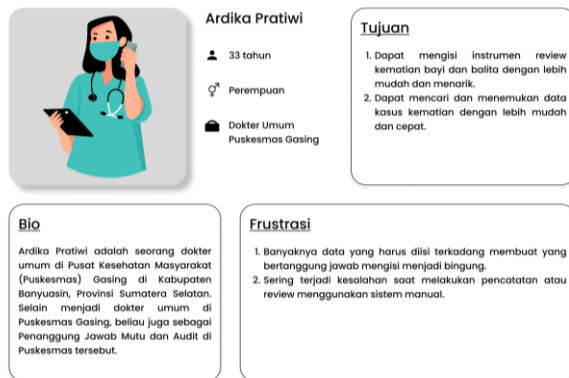 Ardika Pratiwi
33 tahun
Perempuan
Dokter Umum
Puskesmas Gasing
Tujuan
1. Dapat mengisi instrumen review
kematian bayi dan balita dengan lebih
mudah dan menarik.
2. Dapat mencari dan menemukan data
kasus kematian dengan lebih mudah
dan cepat.
Bio
Ardika Pratiwi adalah seorang dokter
umum di Pusat Kesehatan Masyarakat
(Puskesmas) Gasing di Kabupaten
Banyuasin, Provinsi Sumatera Selatan.
Selain menjadi dokter umum di
Puskesmas Gasing, beliau juga sebagai
Penanggung Jawab Mutu dan Audit di
Puskesmas tersebut.
Frustrasi
1. Banyaknya data yang harus diisi terkadang membuat yang
bertanggung jawab mengisi menjadi bingung.
2. Sering terjadi kesalahan saat melakukan pencatatan atau
review menggunakan sistem manual.